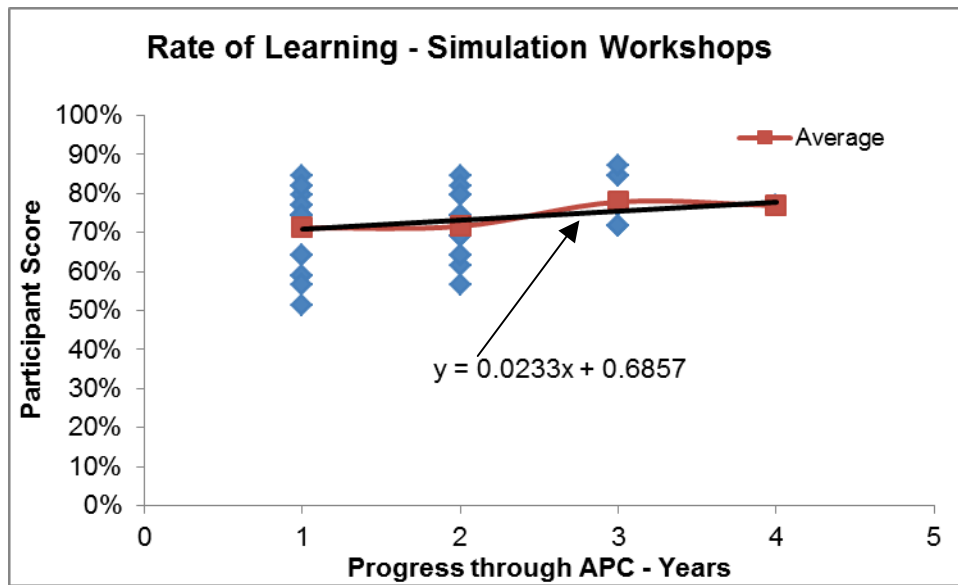 Rate of Learning - Simulation Workshops
100%
90%
80%
70%
60%
50%
40%
30%
20%
10%
0%
Participant Score
Average
y = 0.0233x + 0.6857
0 1 2 3 4 5
Progress through APC - Years